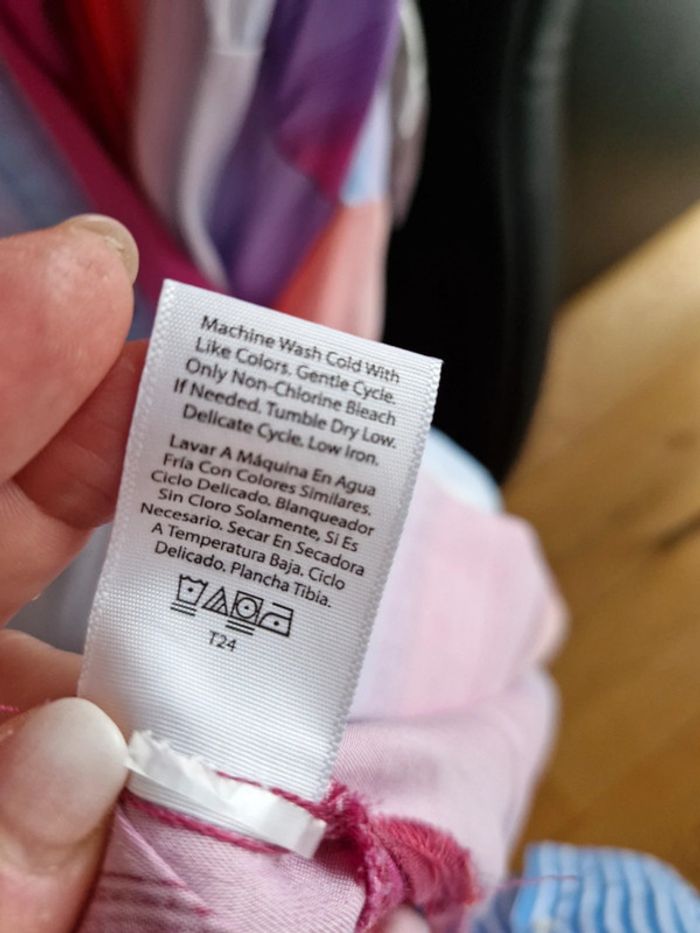 Machine Wash Cold With
Like Colors. Gentle Cycle.
Only Non-Chlorine Bleach
If Needed. Tumble Dry Low.
Delicate Cycle. Low Iron.
Lavar A Máquina En Agua
Fría Con Colores Similares.
Ciclo Delicado. Blanqueador
Sin Cloro Solamente, Si Es
Necesario. Secar En Secadora
A Temperatura Baja. Ciclo
Delicado. Plancha Tibia.
T24